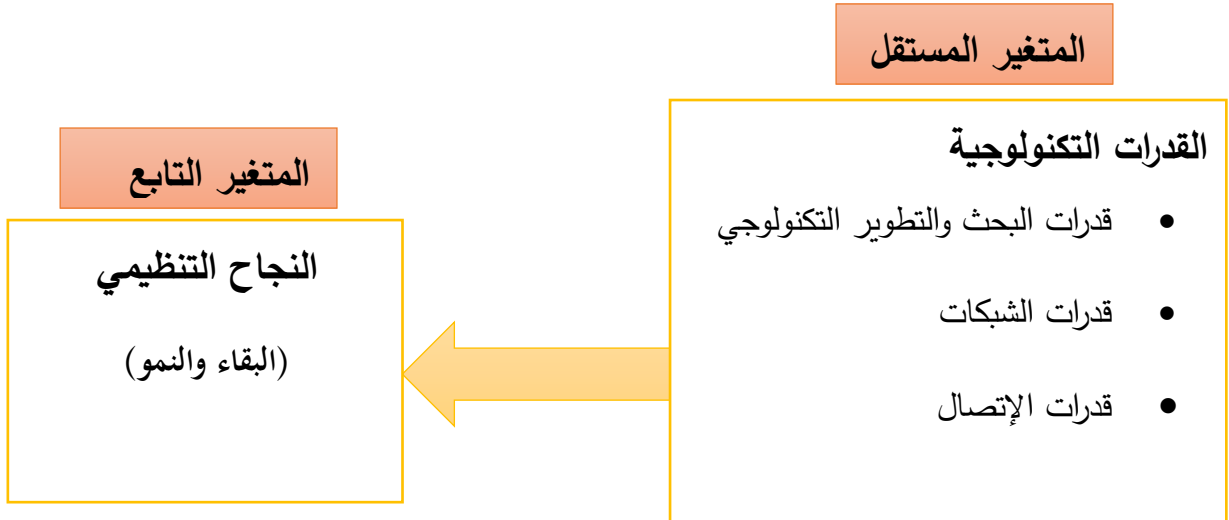 المتغير المستقل
القدرات التكنولوجية
• قدرات البحث والتطوير التكنولوجي
• قدرات الشبكات
• قدرات الإتصال
المتغير التابع
النجاح التنظيمي
(البقاء والنمو)